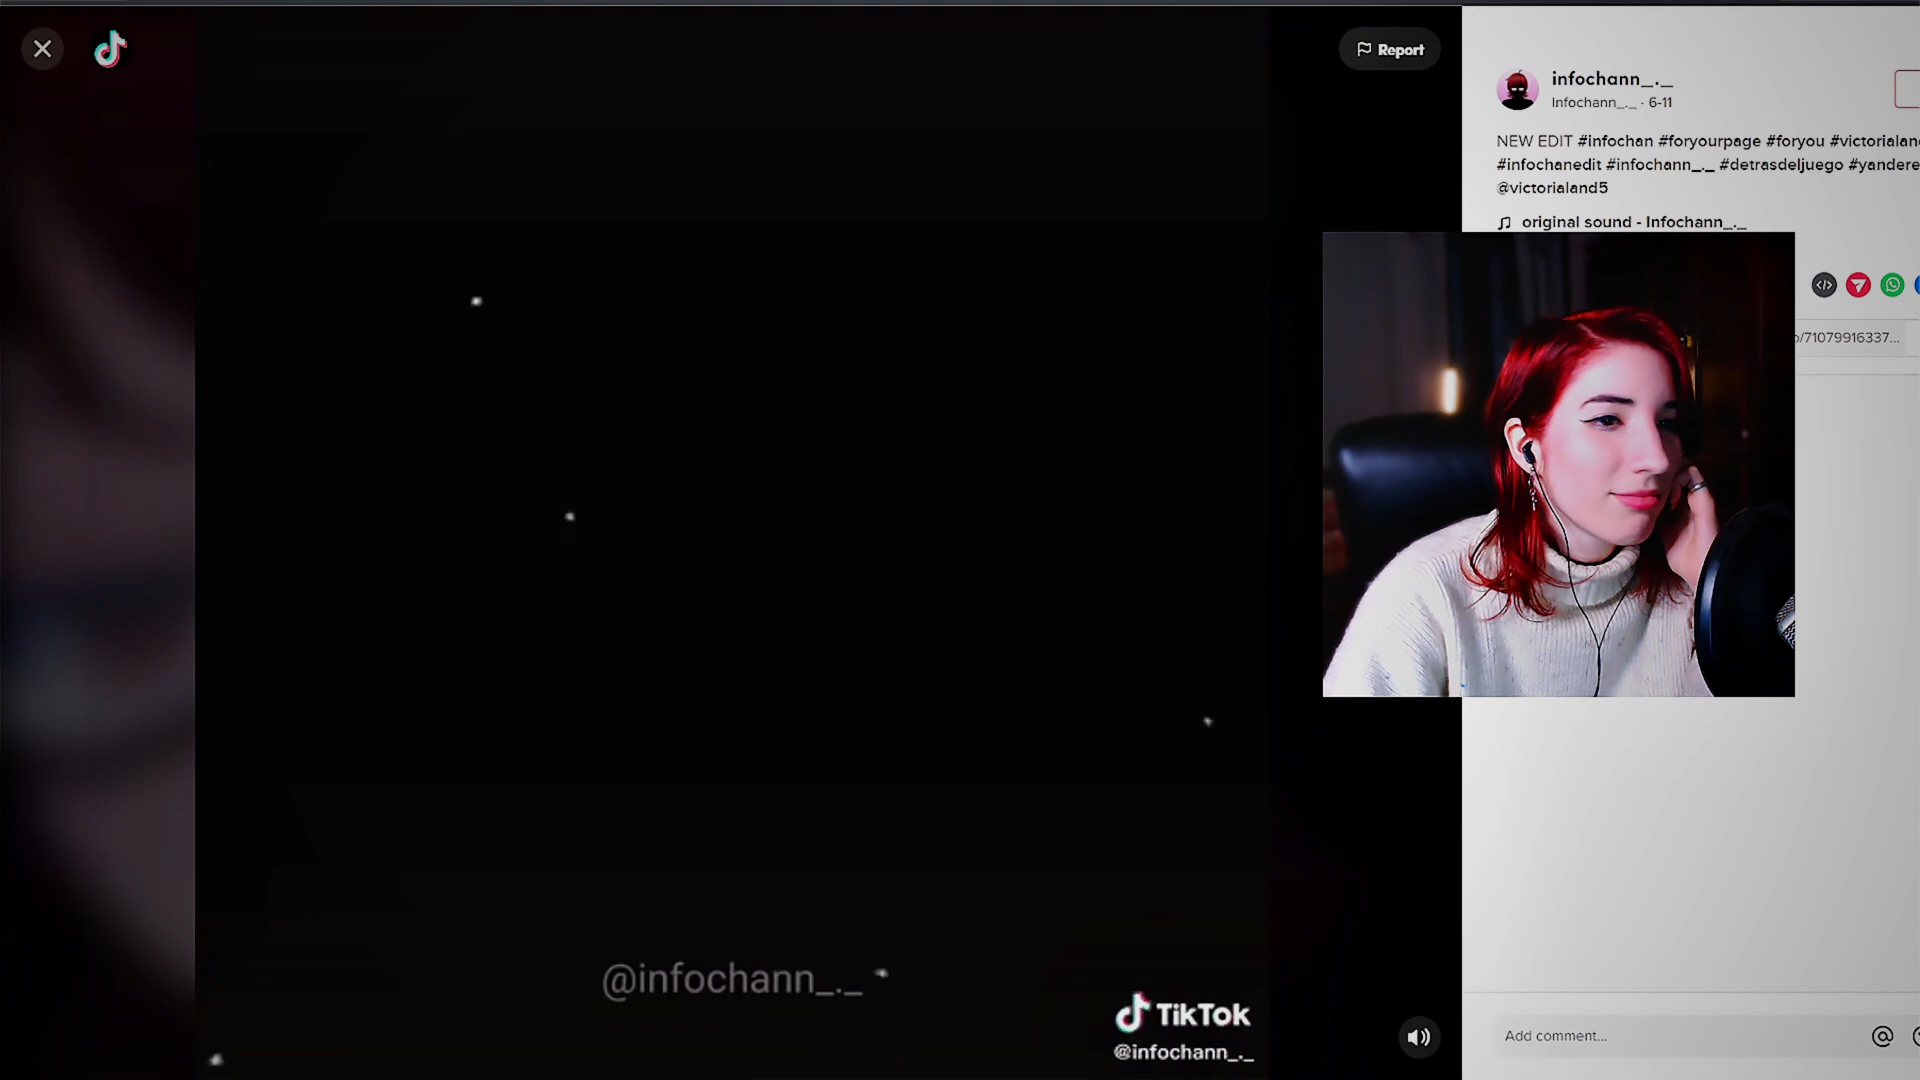 Report
infochann_._
Infochann_._ · 6-11
NEW EDIT #infochan #foryourpage #foryou #victorialan
#infochanedit #infochann_._ #detrasdeljuego #yandere
@victorialand5
original sound - Infochann_._
/71079916337...
@infochann_._
TikTok
@infochann_._
Add comment...